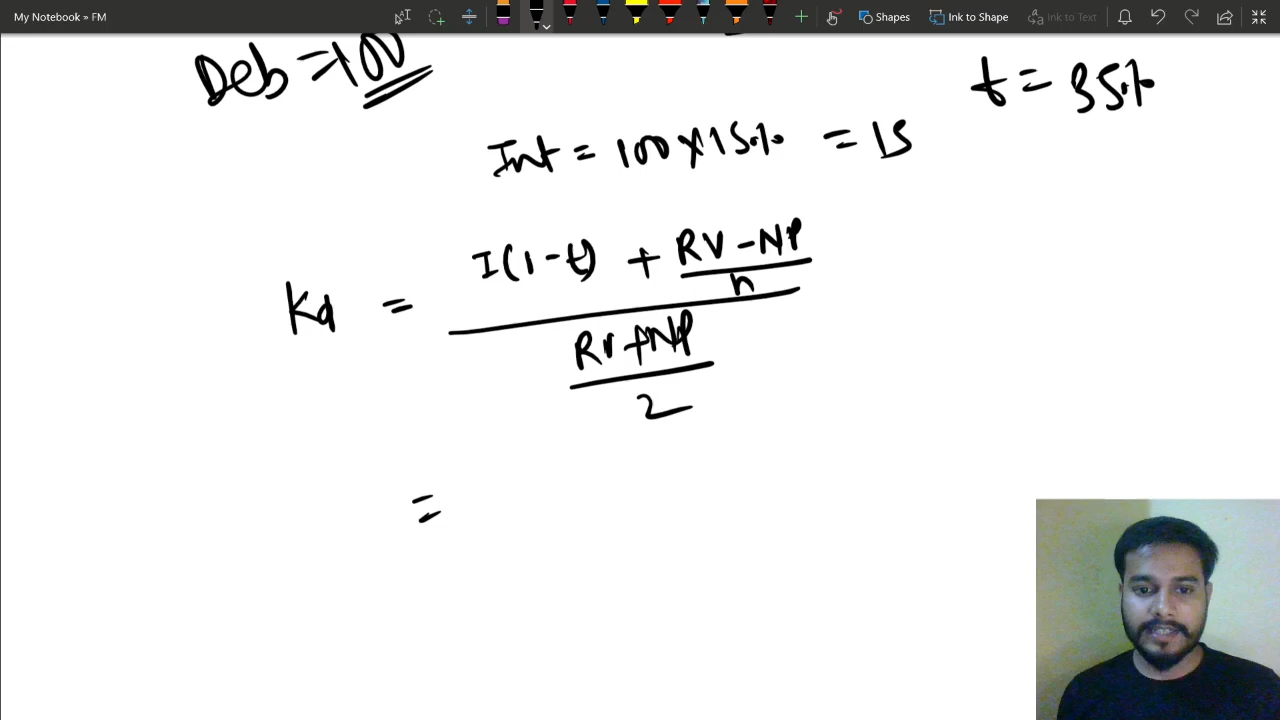 My Notebook » FM
Shapes
Ink to Shape
Ink to Text
Deb = 100
t = 35%
Int = 100 × 15% = 15
Kd = I(1-t) + RV - NP
n
RV + NP
2
=